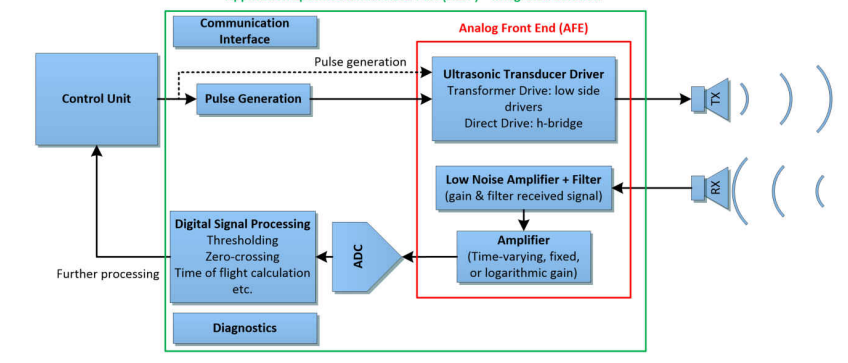 Communication
Interface
Analog Front End (AFE)
Pulse generation
Control Unit
Pulse Generation
Ultrasonic Transducer Driver
Transformer Drive: low side
drivers
Direct Drive: h-bridge
TX
Low Noise Amplifier + Filter
(gain & filter received signal)
RX
Digital Signal Processing
Thresholding
Zero-crossing
Time of flight calculation
etc.
ADC
Amplifier
(Time-varying, fixed,
or logarithmic gain)
Further processing
Diagnostics